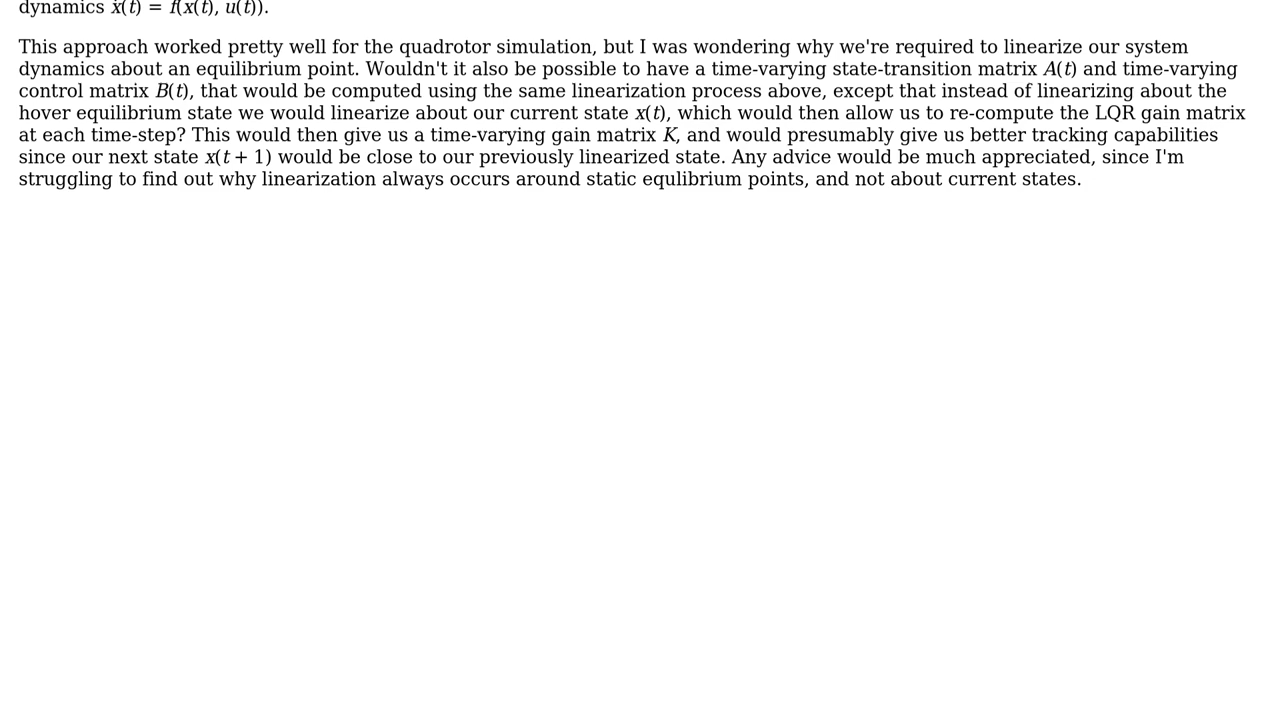 dynamics ẋ(t) = f(x(t), u(t)).
This approach worked pretty well for the quadrotor simulation, but I was wondering why we're required to linearize our system
dynamics about an equilibrium point. Wouldn't it also be possible to have a time-varying state-transition matrix A(t) and time-varying
control matrix B(t), that would be computed using the same linearization process above, except that instead of linearizing about the
hover equilibrium state we would linearize about our current state x(t), which would then allow us to re-compute the LQR gain matrix
at each time-step? This would then give us a time-varying gain matrix K, and would presumably give us better tracking capabilities
since our next state x(t + 1) would be close to our previously linearized state. Any advice would be much appreciated, since I'm
struggling to find out why linearization always occurs around static equlibrium points, and not about current states.